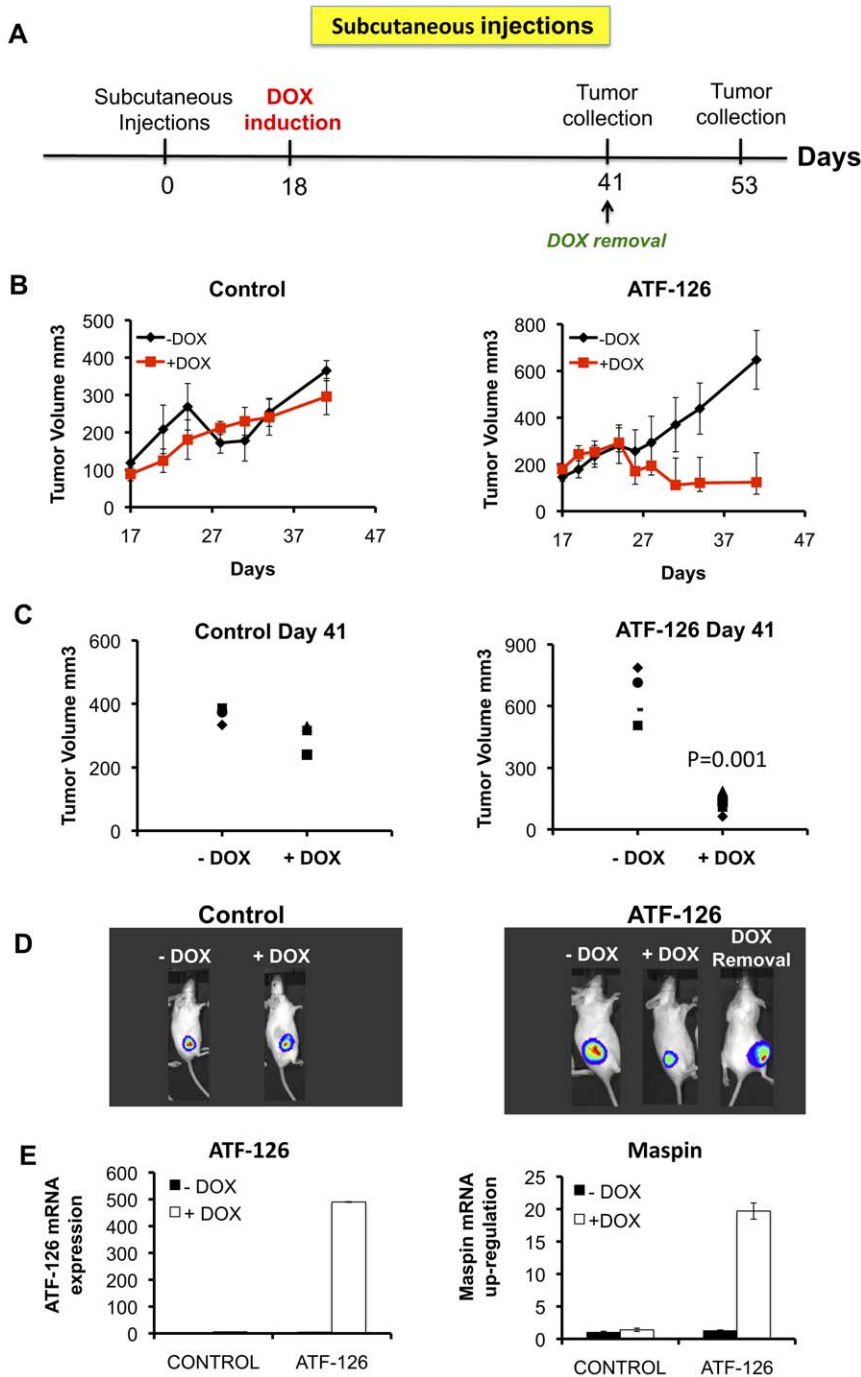 Subcutaneous injections
A
Subcutaneous
Injections
DOX
induction
Tumor
collection
Tumor
collection
Days
0
18
41
53
DOX removal
B
Control
Tumor Volume mm3
500
400
300
200
100
0
-DOX
+DOX
17
27
37
47
Days
ATF-126
Tumor Volume mm3
800
600
400
200
0
-DOX
+DOX
17
27
37
47
Days
C
Control Day 41
Tumor Volume mm3
600
400
200
0
- DOX
+ DOX
ATF-126 Day 41
Tumor Volume mm3
900
600
300
0
P=0.001
- DOX
+ DOX
D
Control
- DOX
+ DOX
ATF-126
- DOX
+ DOX
DOX
Removal
E
ATF-126
ATF-126 mRNA
expression
600
500
400
300
200
100
0
- DOX
+ DOX
CONTROL
ATF-126
Maspin
Maspin mRNA
up-regulation
25
20
15
10
5
0
- DOX
+DOX
CONTROL
ATF-126